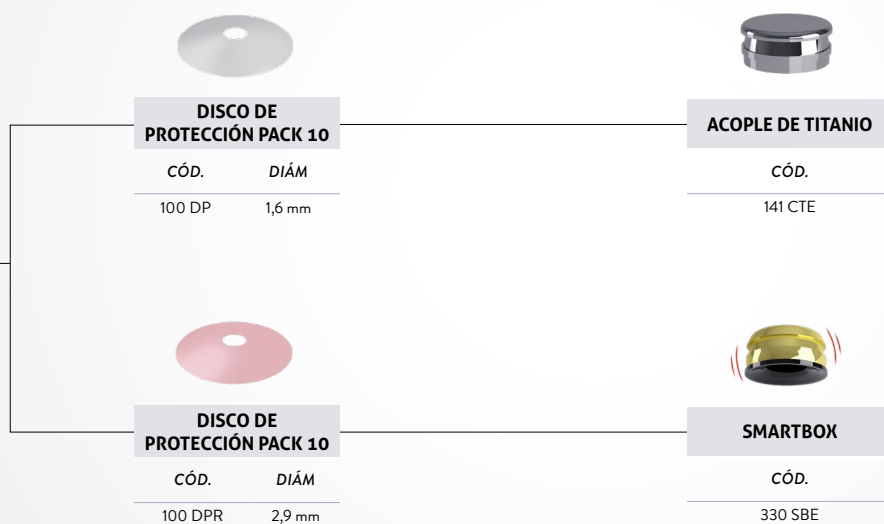 DISCO DE
PROTECCIÓN PACK 10
CÓD. DIÁM
100 DP 1,6 mm
ACOPLE DE TITANIO
CÓD.
141 CTE
DISCO DE
PROTECCIÓN PACK 10
CÓD. DIÁM
100 DPR 2,9 mm
SMARTBOX
CÓD.
330 SBE